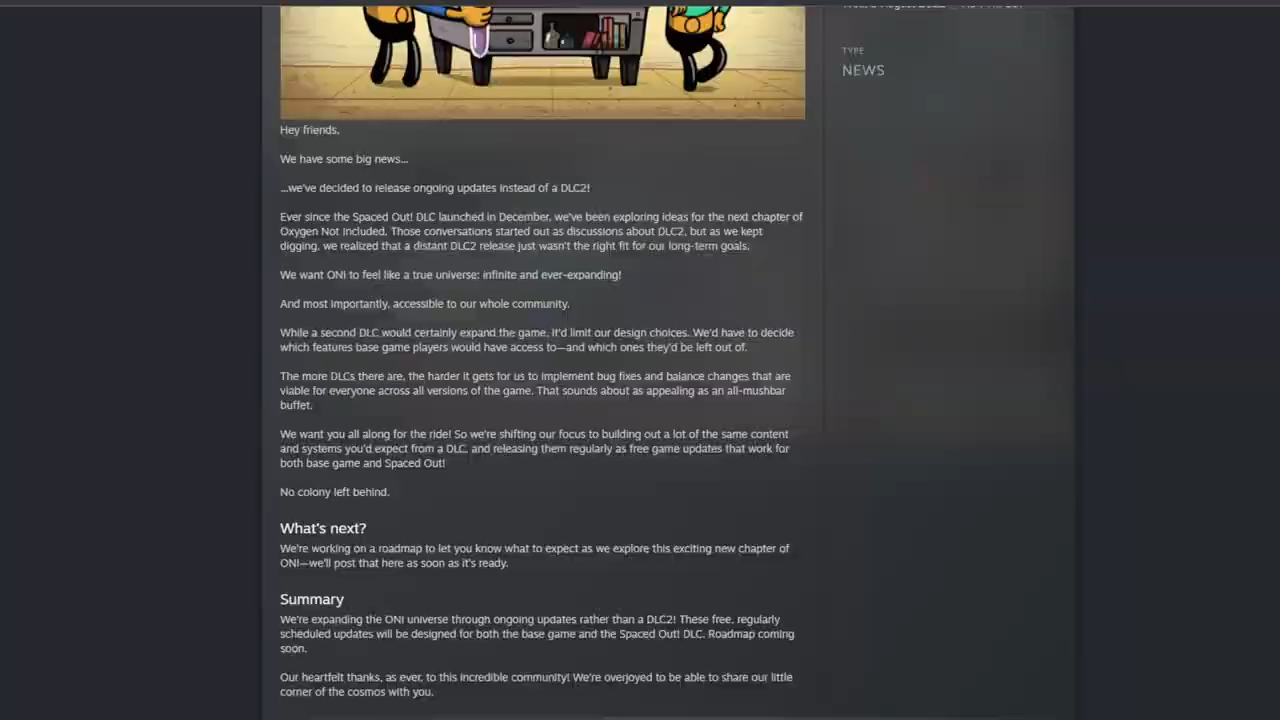 TYPE
NEWS
Hey friends,
We have some big news...
...we've decided to release ongoing updates instead of a DLC2!
Ever since the Spaced Out! DLC launched in December, we've been exploring ideas for the next chapter of
Oxygen Not Included. Those conversations started out as discussions about DLC2, but as we kept
digging, we realized that a distant DLC2 release just wasn't the right fit for our long-term goals.
We want ONI to feel like a true universe: infinite and ever-expanding!
And most importantly, accessible to our whole community.
While a second DLC would certainly expand the game, it'd limit our design choices. We'd have to decide
which features base game players would have access to—and which ones they'd be left out of.
The more DLCs there are, the harder it gets for us to implement bug fixes and balance changes that are
viable for everyone across all versions of the game. That sounds about as appealing as an all-mushbar
buffet.
We want you all along for the ride! So we're shifting our focus to building out a lot of the same content
and systems you'd expect from a DLC, and releasing them regularly as free game updates that work for
both base game and Spaced Out!
No colony left behind.
What's next?
We're working on a roadmap to let you know what to expect as we explore this exciting new chapter of
ONI—we'll post that here as soon as it's ready.
Summary
We're expanding the ONI universe through ongoing updates rather than a DLC2! These free, regularly
scheduled updates will be designed for both the base game and the Spaced Out! DLC. Roadmap coming
soon.
Our heartfelt thanks, as ever, to this incredible community! We're overjoyed to be able to share our little
corner of the cosmos with you.